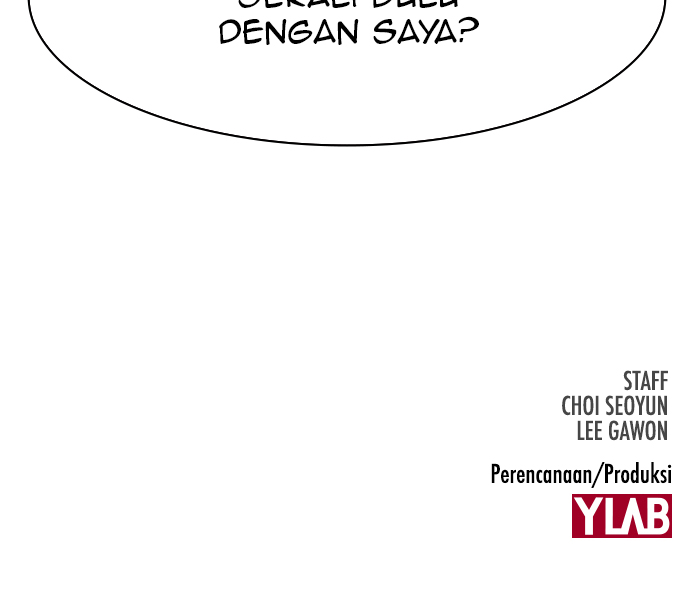 DENGAN SAYA?
STAFF
CHOI SEOYUN
LEE GAWON
Perencanaan/Produksi
YLAB